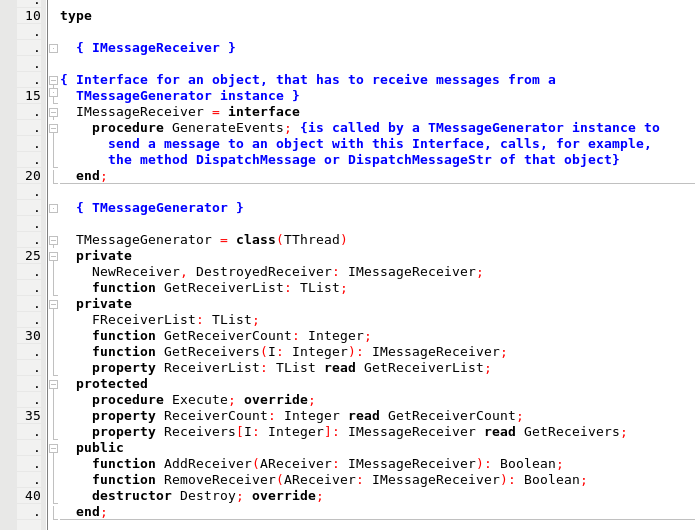 10 type
.
. { IMessageReceiver }
.
. { Interface for an object, that has to receive messages from a
15 TMessageGenerator instance }
. IMessageReceiver = interface
. procedure GenerateEvents; {is called by a TMessageGenerator instance to
. send a message to an object with this Interface, calls, for example,
. the method DispatchMessage or DispatchMessageStr of that object}
20 end;
.
. { TMessageGenerator }
.
. TMessageGenerator = class(TThread)
25 private
. NewReceiver, DestroyedReceiver: IMessageReceiver;
. function GetReceiverList: TList;
. private
. FReceiverList: TList;
30 function GetReceiverCount: Integer;
. function GetReceivers(I: Integer): IMessageReceiver;
. property ReceiverList: TList read GetReceiverList;
. protected
. procedure Execute; override;
35 property ReceiverCount: Integer read GetReceiverCount;
. property Receivers[I: Integer]: IMessageReceiver read GetReceivers;
. public
. function AddReceiver(AReceiver: IMessageReceiver): Boolean;
. function RemoveReceiver(AReceiver: IMessageReceiver): Boolean;
40 destructor Destroy; override;
. end;